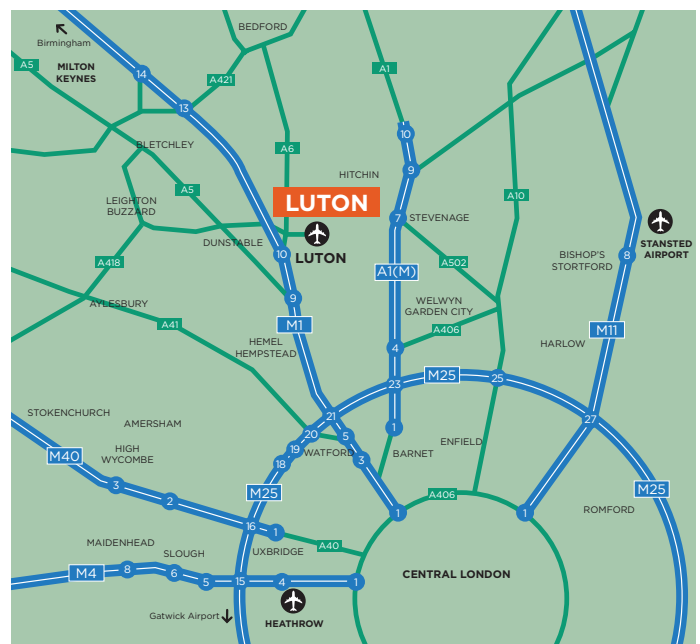 BEDFORD
Birmingham
MILTON
KEYNES
A5
A1
14
A421
13
10
BLETCHLEY
A6
HITCHIN
9
A5
LEIGHTON
BUZZARD
LUTON
A10
7
STEVENAGE
STANSTED
AIRPORT
DUNSTABLE
10
LUTON
A418
A1(M)
A502
BISHOP'S
STORTFORD
8
AYLESBURY
9
A41
M1
WELWYN
GARDEN CITY
A406
M11
HEMEL
HEMPSTEAD
4
HARLOW
M25
23
25
STOKENCHURCH
AMERSHAM
21
27
20
5
1
HIGH
WYCOMBE
M40
19
WATFORD
BARNET
ENFIELD
18
3
3
M25
A406
M25
2
1
1
ROMFORD
16
1
MAIDENHEAD
SLOUGH
UXBRIDGE
A40
M4
8
6
5
15
4
1
CENTRAL LONDON
Gatwick Airport
HEATHROW